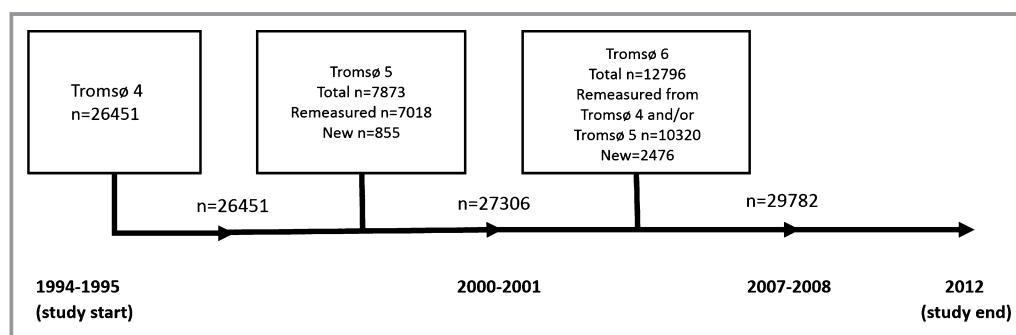 Tromsø 4
n=26451
Tromsø 5
Total n=7873
Remeasured n=7018
New n=855
Tromsø 6
Total n=12796
Remeasured from
Tromsø 4 and/or
Tromsø 5 n=10320
New=2476
n=26451
n=27306
n=29782
1994-1995
(study start)
2000-2001
2007-2008
2012
(study end)